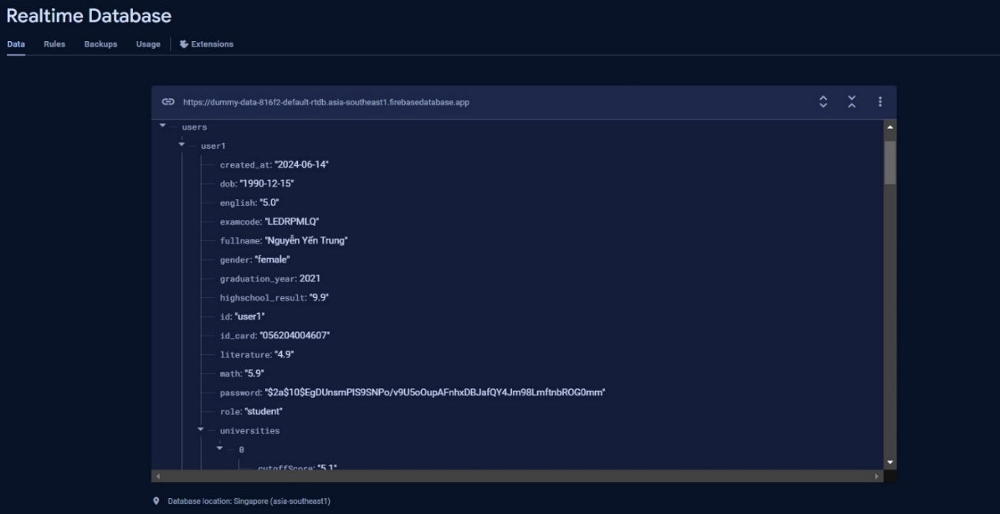 Realtime Database
Data Rules Backups Usage Extensions
https://dummy-data-816f2-default-rtdb.asia-southeast1.firebasedatabase.app
users
user1
created_at: "2024-06-14"
dob: "1990-12-15"
english: "5.0"
examcode: "LEDRPMLQ"
fullname: "Nguyễn Yến Trung"
gender: "female"
graduation_year: 2021
highschool_result: "9.9"
id: "user1"
id_card: "056204004607"
literature: "4.9"
math: "5.9"
password: "$2a$10$EgDUnsmPIS9SNPo/v9U5oOupAFnhxDBJafQY4Jm98LmftnbROG0mm"
role: "student"
universities
0
cutoffScore: "5.1"
Database location: Singapore (asia-southeast1)